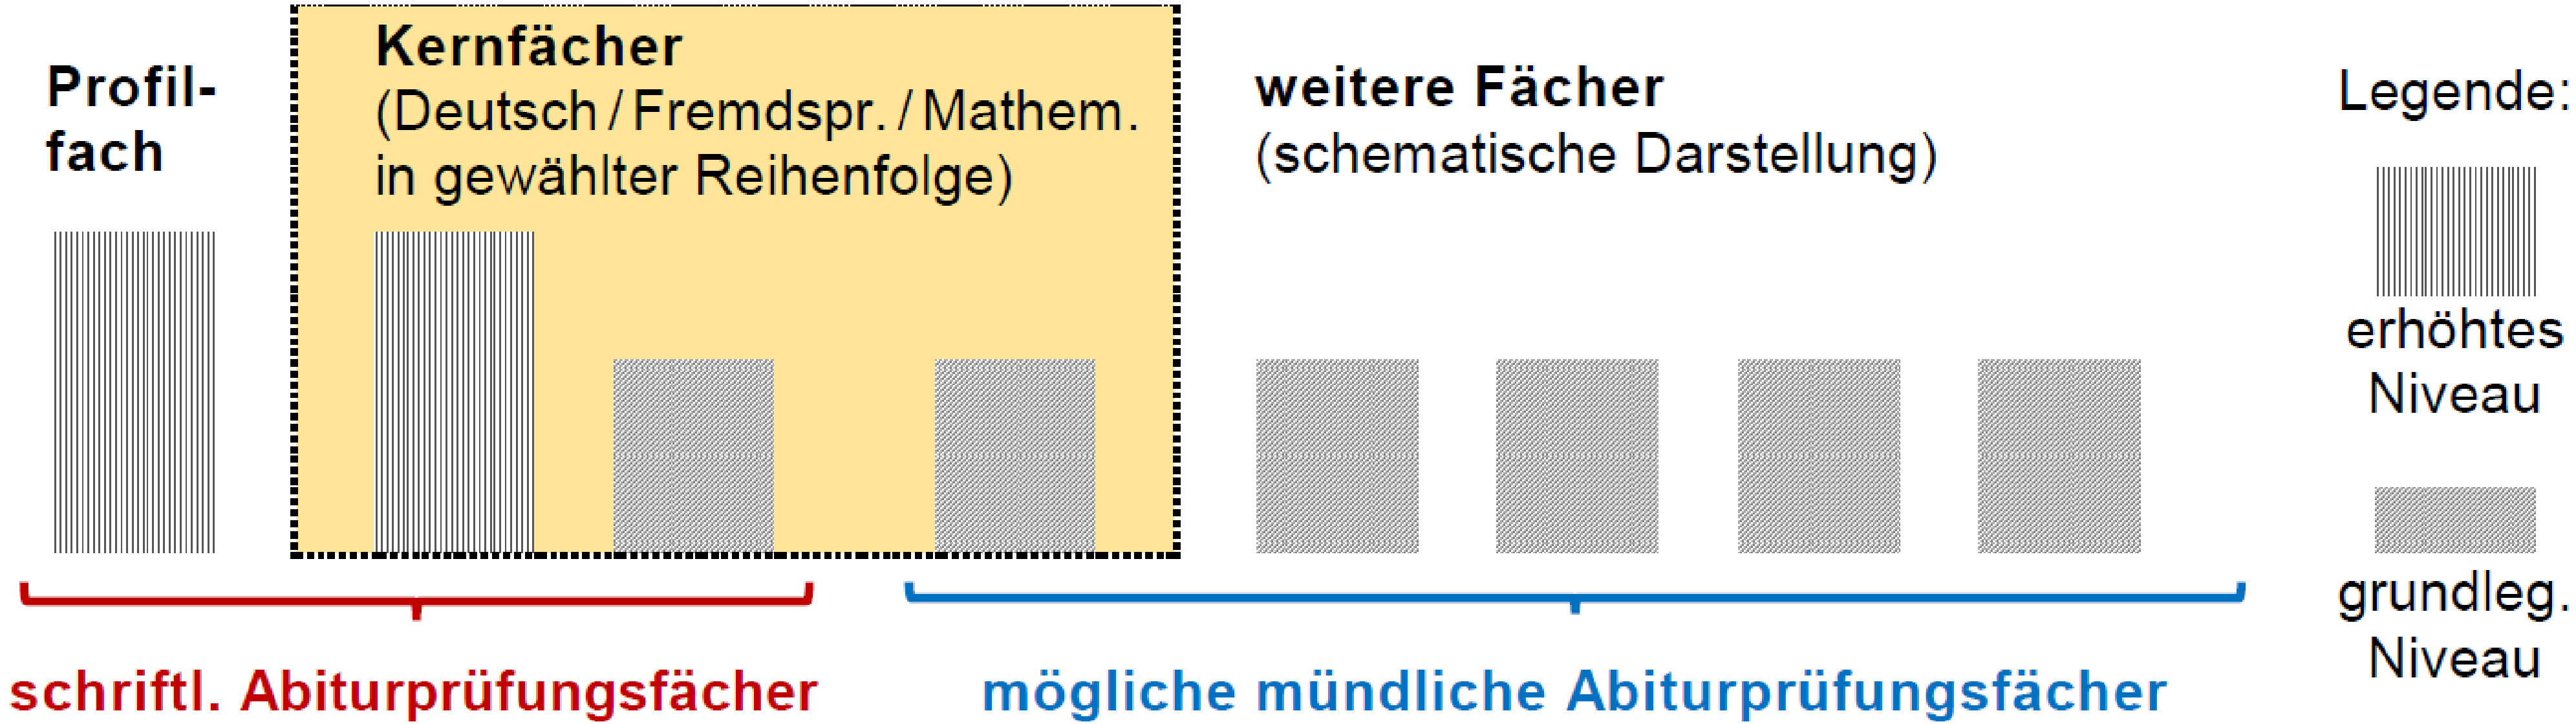 Profil-
fach
Kernfächer
(Deutsch / Fremdspr. / Mathem.
in gewählter Reihenfolge)
weitere Fächer
(schematische Darstellung)
Legende:
erhöhtes
Niveau
grundleg.
Niveau
schriftl. Abiturprüfungsfächer
mögliche mündliche Abiturprüfungsfächer